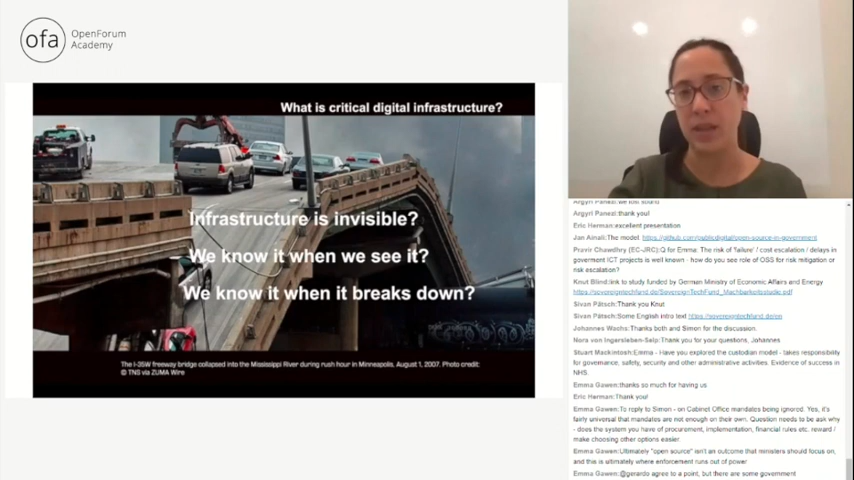 ofa
OpenForum
Academy
What is critical digital infrastructure?
Infrastructure is invisible?
We know it when we see it?
We know it when it breaks down?
The I-35W freeway bridge collapsed into the Mississippi River during rush hour in Minneapolis, August 1, 2007. Photo credit:
© TNS via ZUMA Wire
Argyri Panezi:we lost sound
Argyri Panezi:thank you!
Eric Herman:excellent presentation
Jan Ainali:The model: https://github.com/publicdigital/open-source-in-government
Pravir Chawdhry (EC-JRC):Q for Emma: The risk of 'failure' / cost escalation / delays in
goverment ICT projects is well known - how do you see role of OSS for risk mitigation or
risk escalation?
Knut Blind:link to study funded by German Ministry of Economic Affairs and Energy
https://sovereigntechfund.de/SovereignTechFund_Machbarkeitsstudie.pdf
Sivan Pätsch:Thank you Knut
Sivan Pätsch:Some English intro text https://sovereigntechfund.de/en
Johannes Wachs:Thanks both and Simon for the discussion.
Nora von Ingersleben-Seip:Thank you for your questions, Johannes
Stuart Mackintosh:Emma - Have you explored the custodian model - takes responsibility
for governance, safety, security and other administrative activities. Evidence of success in
NHS.
Emma Gawen:thanks so much for having us
Eric Herman:Thank you!
Emma Gawen:To reply to Simon - on Cabinet Office mandates being ignored. Yes, it's
fairly universal that mandates are not enough on their own. Question needs to be ask why
- does the system you have of procurement, implementation, financial rules etc. reward /
make choosing other options easier.
Emma Gawen:Ultimately "open source" isn't an outcome that ministers should focus on,
and this is ultimately where enforcement runs out of power
Emma Gawen:@gerardo agree to a point, but there are some government